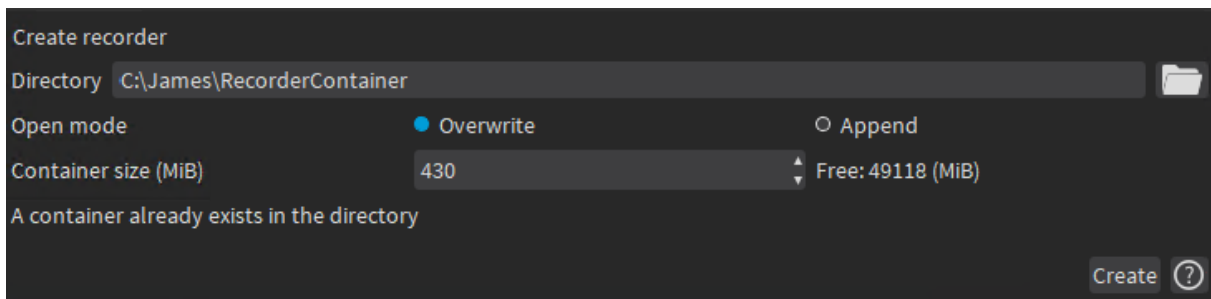 Create recorder
Directory C:\James\RecorderContainer
Open mode Overwrite Append
Container size (MiB) 430 Free: 49118 (MiB)
A container already exists in the directory
Create ?